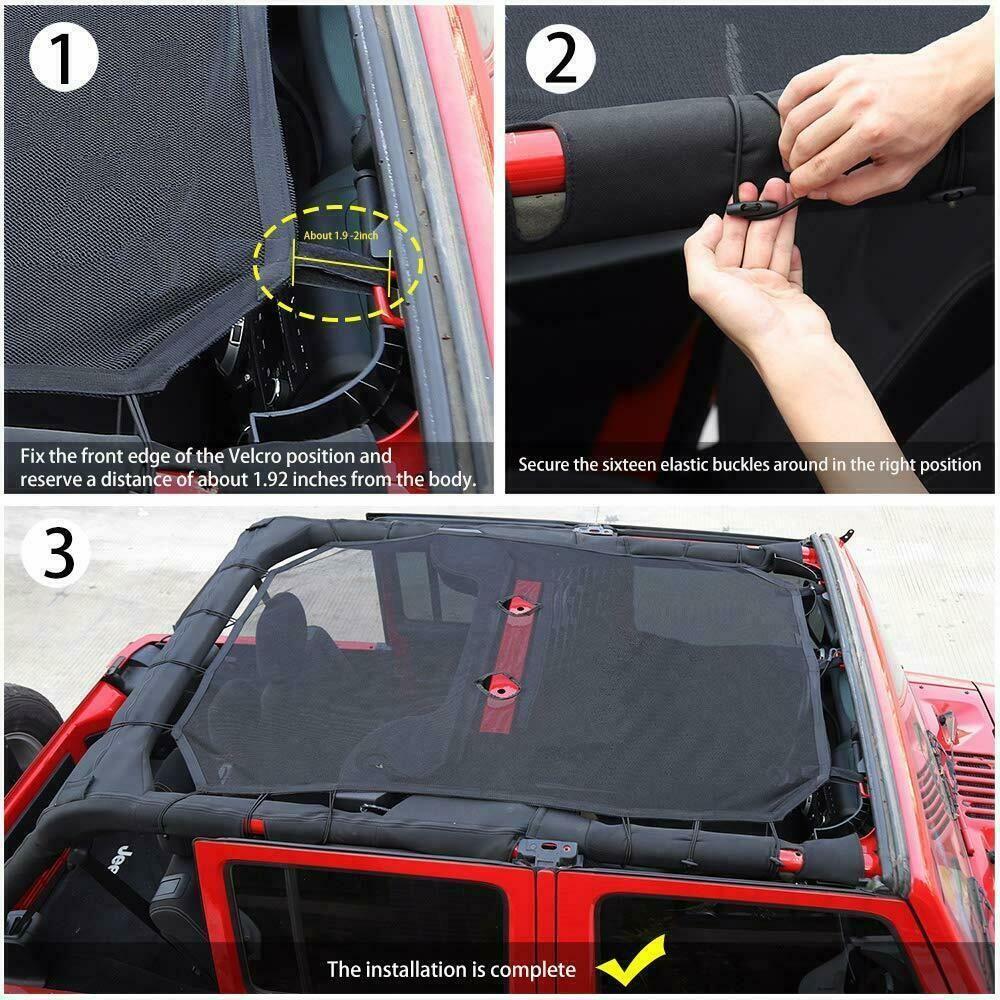 1
About 1.9 -2inch
Fix the front edge of the Velcro position and
reserve a distance of about 1.92 inches from the body.
2
Secure the sixteen elastic buckles around in the right position
3
Jee
The installation is complete